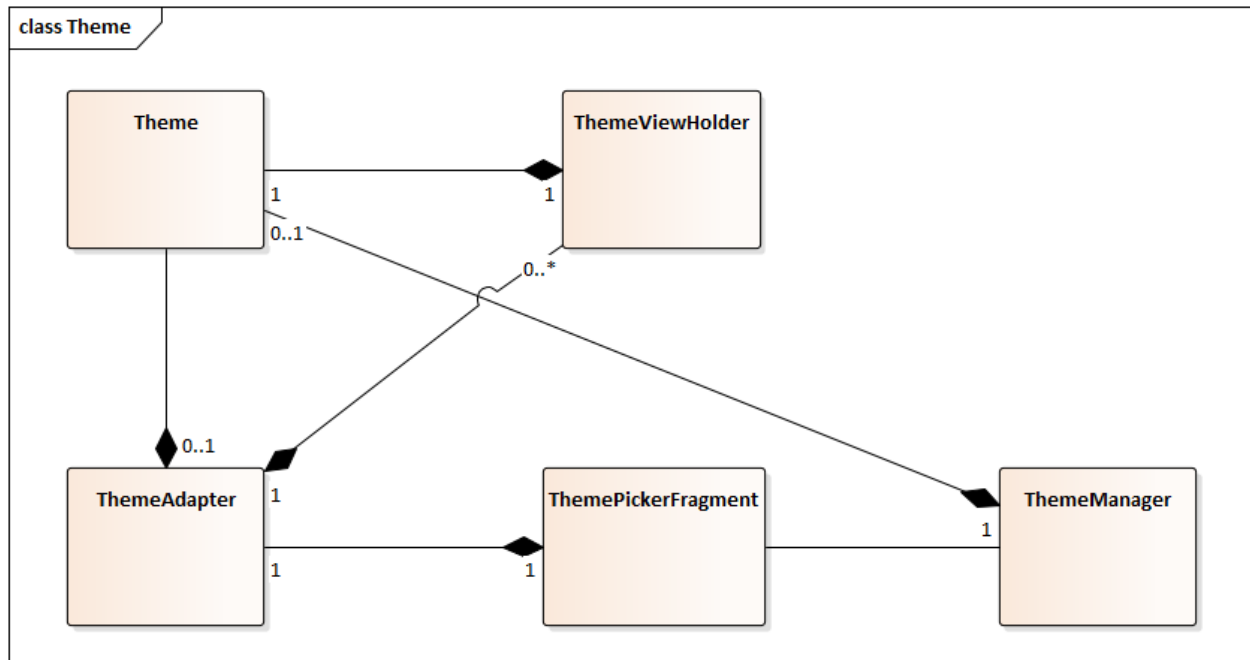 class Theme
Theme
ThemeViewHolder
1
1
0..1
0..*
0..1
ThemeAdapter
1
ThemePickerFragment
ThemeManager
1
1
1